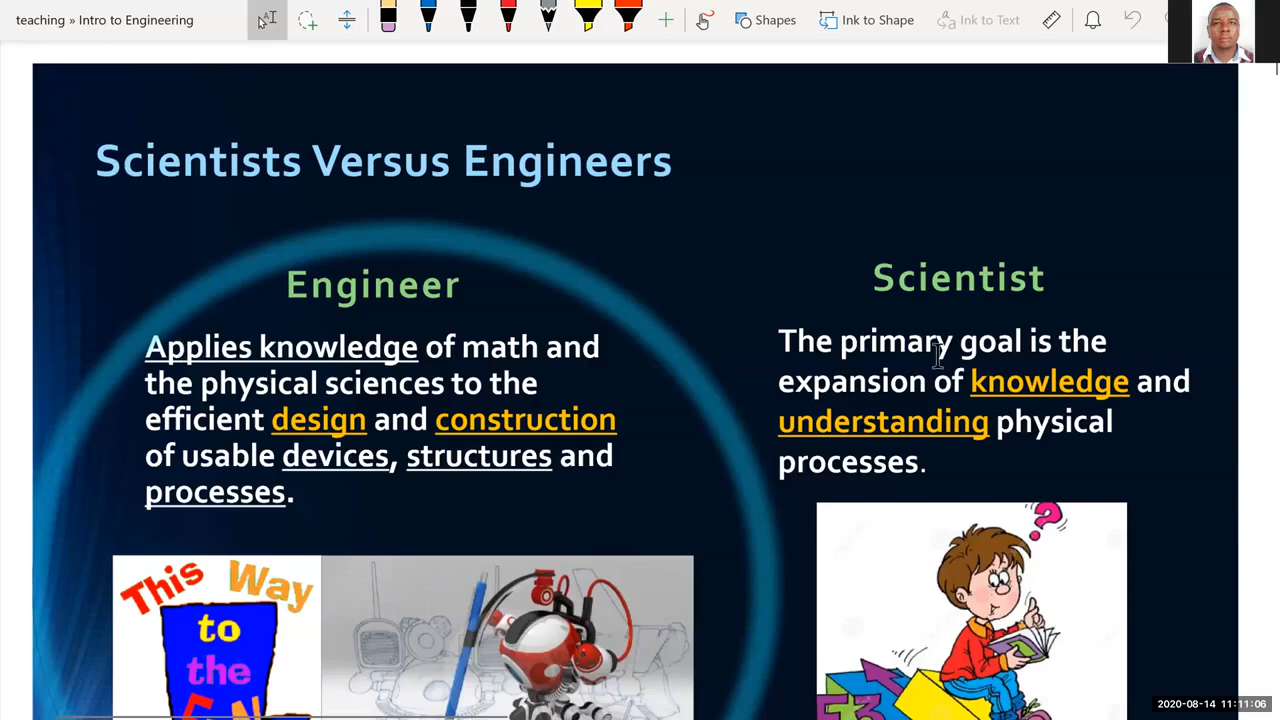 teaching » Intro to Engineering
Shapes
Ink to Shape
Ink to Text
Scientists Versus Engineers
Engineer
Applies knowledge of math and
the physical sciences to the
efficient design and construction
of usable devices, structures and
processes.
Scientist
The primary goal is the
expansion of knowledge and
understanding physical
processes.
This Way
to
the
2020-08-14 11:11:06